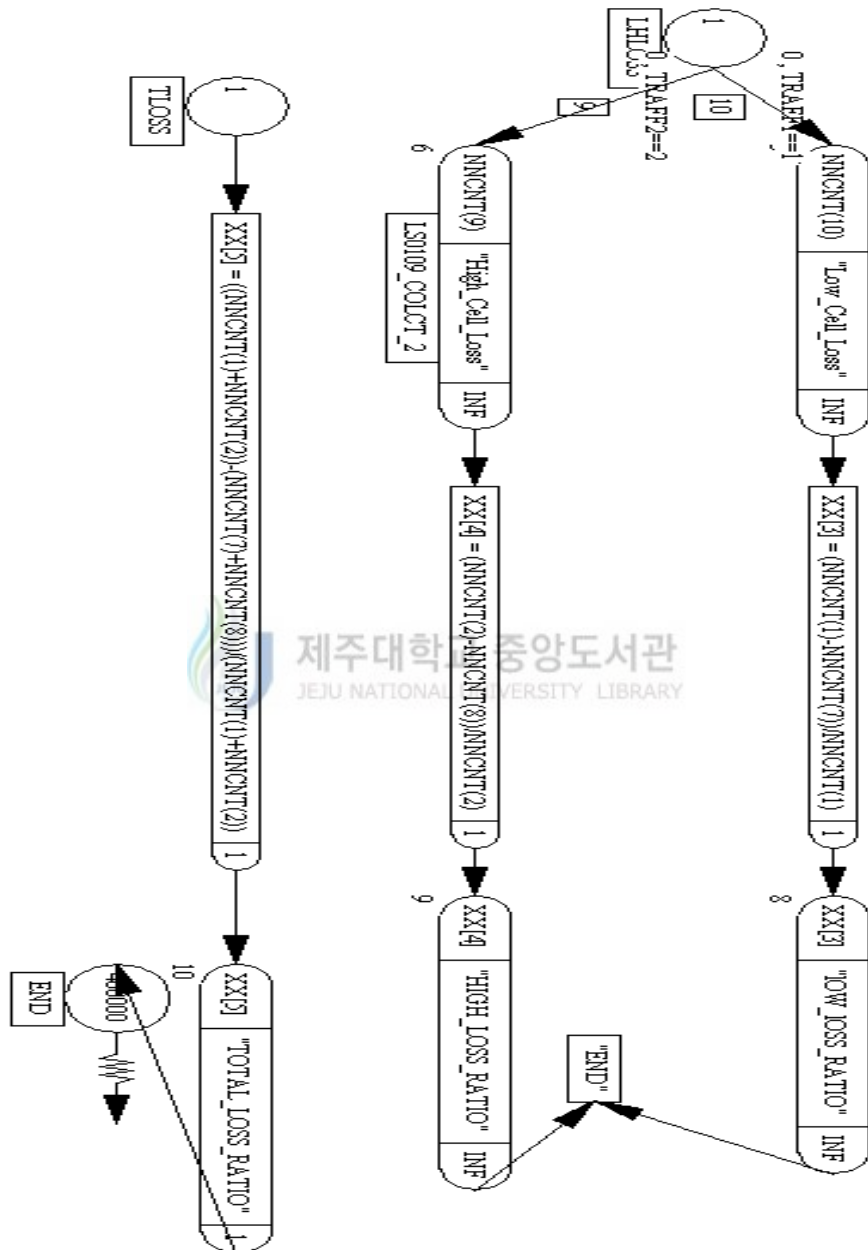 1
LHLOSS
0, TRAFF1==1
10
NNCNT(10)
"Low_Cell_Loss"
INF
XX[3] = (NNCNT(1)-NNCNT(7))/NNCNT(1)
1
8
XX[3]
"lOW_lOSS_RATIO"
INF
0, TRAFF2==2
9
6
NNCNT(9)
"High_Cell_Loss"
INF
LS0109_COLCT_2
XX[4] = (NNCNT(2)-NNCNT(8))/NNCNT(2)
1
9
XX[4]
"HIGH_LOSS_RATIO"
INF
"END"
1
TLOSS
XX[5] = ((NNCNT(1)+NNCNT(2))-(NNCNT(7)+NNCNT(8)))/(NNCNT(1)+NNCNT(2))
1
10
XX[5]
"TOTAL_LOSS_RATIO"
1
END
제주대학교 중앙도서관
JEJU NATIONAL UNIVERSITY LIBRARY